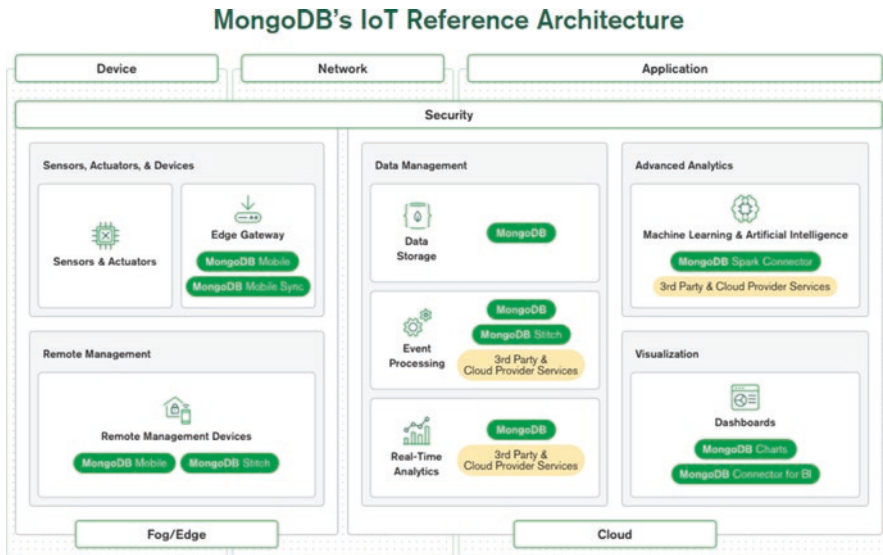 MongoDB's IoT Reference Architecture
Device
Network
Application
Security
Sensors, Actuators, & Devices
Sensors & Actuators
Edge Gateway
MongoDB Mobile
MongoDB Mobile Sync
Remote Management
Remote Management Devices
MongoDB Mobile
MongoDB Stitch
Data Management
Data
Storage
MongoDB
Event
Processing
MongoDB
MongoDB Stitch
3rd Party &
Cloud Provider Services
Real-Time
Analytics
MongoDB
3rd Party &
Cloud Provider Services
Advanced Analytics
Machine Learning & Artificial Intelligence
MongoDB Spark Connector
3rd Party & Cloud Provider Services
Visualization
Dashboards
MongoDB Charts
MongoDB Connector for BI
Fog/Edge
Cloud